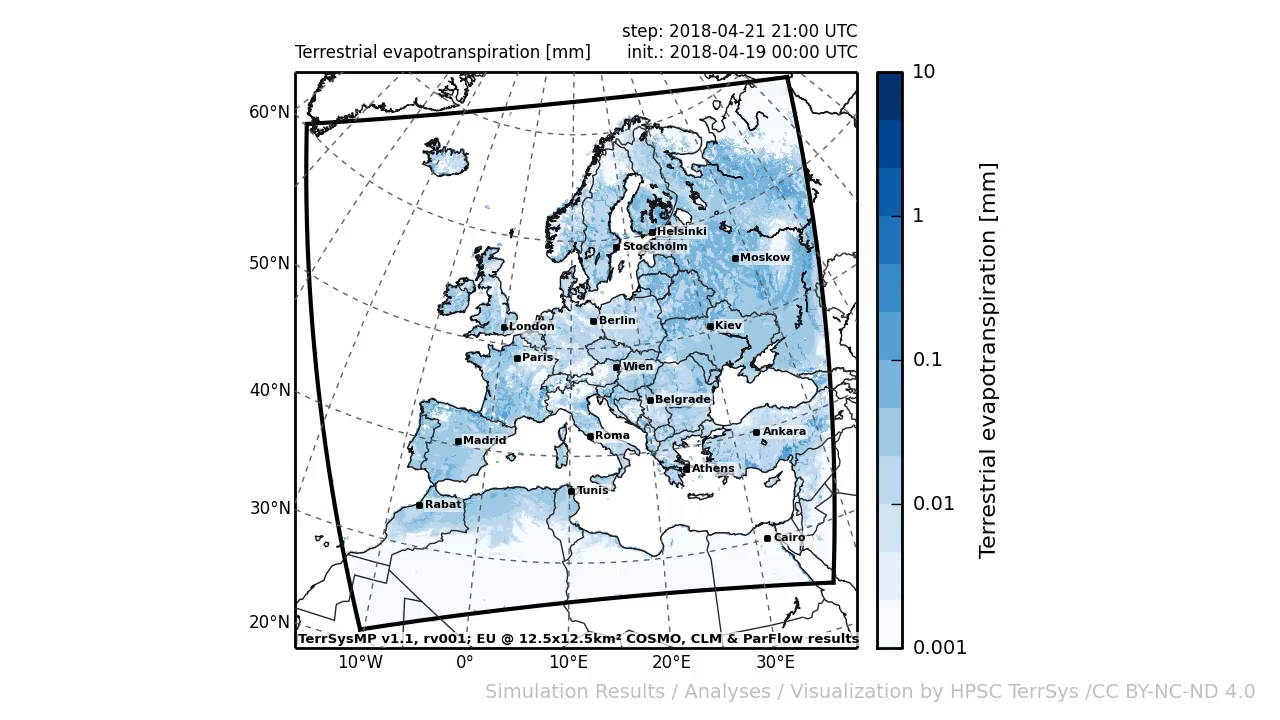 step: 2018-04-21 21:00 UTC
Terrestrial evapotranspiration [mm] init.: 2018-04-19 00:00 UTC
10
60°N
1
Helsinki
Stockholm
50°N
Moskow
London
Berlin
Kiev
Paris
0.1
Wien
40°N
Belgrade
Ankara
Roma
Madrid
Athens
Tunis
Rabat
0.01
30°N
Cairo
20°N
TerrSysMP v1.1, rv001; EU @ 12.5x12.5km² COSMO, CLM & ParFlow results
0.001
Terrestrial evapotranspiration [mm]
10°W 0° 10°E 20°E 30°E
Simulation Results / Analyses / Visualization by HPSC TerrSys /CC BY-NC-ND 4.0